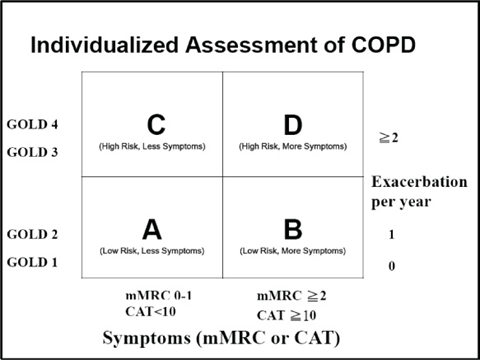 Individualized Assessment of COPD
GOLD 4
GOLD 3
C
(High Risk, Less Symptoms)
D
(High Risk, More Symptoms)
≧2
Exacerbation
per year
GOLD 2
GOLD 1
A
(Low Risk, Less Symptoms)
B
(Low Risk, More Symptoms)
1
0
mMRC 0-1
CAT<10
mMRC ≧2
CAT ≧10
Symptoms (mMRC or CAT)